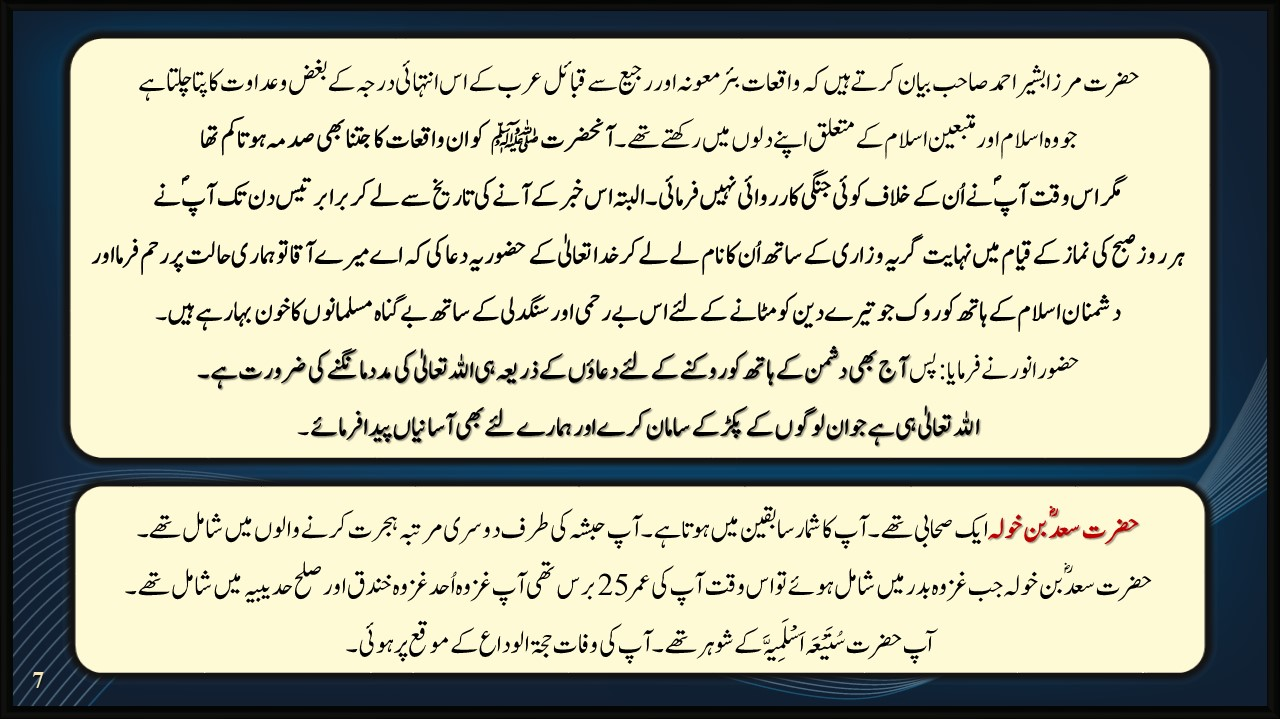 حضرت مرزا بشیر احمد صاحب بیان کرتے ہیں کہ واقعات بئر معونہ اور رجیع سے قبائل عرب کے اس انتہائی درجہ کے بغض و عداوت کا پتا چلتا ہے
جو وہ اسلام اور متبعین اسلام کے متعلق اپنے دلوں میں رکھتے تھے۔ آنحضرت ﷺ کو ان واقعات کا جتنا بھی صدمہ ہوتا کم تھا
مگر اس وقت آپؐ نے اُن کے خلاف کوئی جنگی کارروائی نہیں فرمائی۔ البتہ اس خبر کے آنے کی تاریخ سے لے کر برابر تیس دن تک آپؐ نے
ہر روز صبح کی نماز کے قیام میں نہایت گریہ وزاری کے ساتھ اُن کا نام لے لے کر خدا تعالیٰ کے حضور یہ دعا کی کہ اے میرے آقا تو ہماری حالت پر رحم فرما اور
دشمنان اسلام کے ہاتھ کو روک جو تیرے دین کو مٹانے کے لئے اس بے رحمی اور سنگدلی کے ساتھ بے گناہ مسلمانوں کا خون بہا رہے ہیں۔
حضور انور نے فرمایا: پس آج بھی دشمن کے ہاتھ کو روکنے کے لئے دعاؤں کے ذریعہ ہی اللہ تعالیٰ کی مدد مانگنے کی ضرورت ہے۔
اللہ تعالیٰ ہی ہے جو ان لوگوں کے پکڑ کے سامان کرے اور ہمارے لئے بھی آسانیاں پیدا فرمائے۔
حضرت سعدؓ بن خولہ ایک صحابی تھے۔ آپ کا شمار سابقین میں ہوتا ہے۔ آپ حبشہ کی طرف دوسری مرتبہ ہجرت کرنے والوں میں شامل تھے۔
حضرت سعدؓ بن خولہ جب غزوہ بدر میں شامل ہوئے تو اس وقت آپ کی عمر 25 برس تھی آپ غزوہ اُحد غزوہ خندق اور صلح حدیبیہ میں شامل تھے۔
آپ حضرت سُبَیْعَہ اَسْلَمِیَّہ کے شوہر تھے۔ آپ کی وفات حجۃ الوداع کے موقع پر ہوئی۔
7